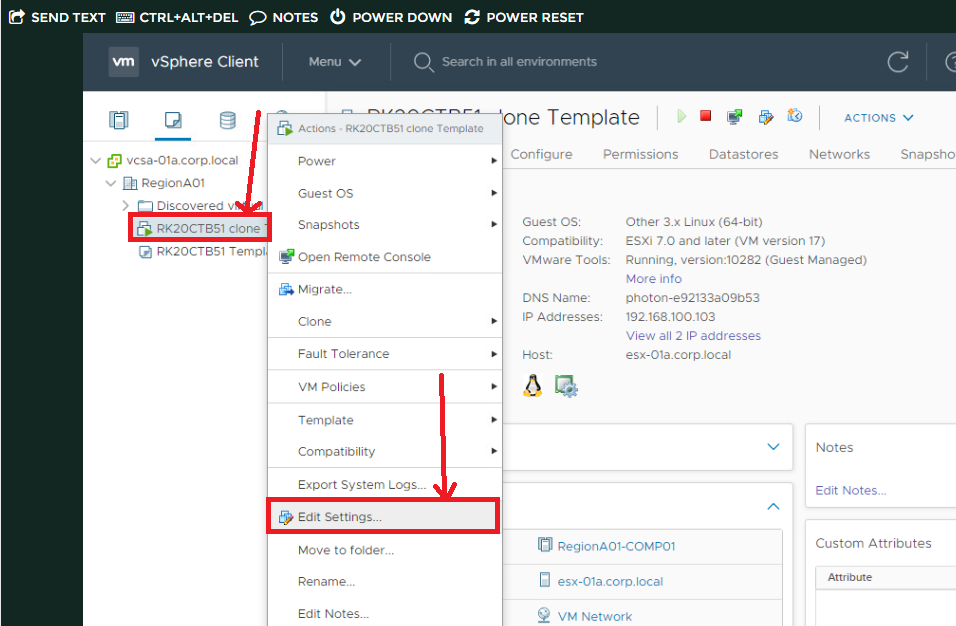 SEND TEXT CTRL+ALT+DEL NOTES POWER DOWN POWER RESET
vm vSphere Client Menu Search in all environments
clone Template ACTIONS
Actions - RK20CTB51 clone Template
Configure Permissions Datastores Networks Snapsho
vcsa-01a.corp.local
RegionA01
Discovered
RK20CTB51 clone
RK20CTB51 Templa
Power
Guest OS
Snapshots
Open Remote Console
Migrate...
Clone
Fault Tolerance
VM Policies
Template
Compatibility
Export System Logs...
Edit Settings...
Move to folder...
Rename...
Edit Notes...
Guest OS: Other 3.x Linux (64-bit)
Compatibility: ESXi 7.0 and later (VM version 17)
VMware Tools: Running, version:10282 (Guest Managed)
More info
DNS Name: photon-e92133a09b53
IP Addresses: 192.168.100.103
View all 2 IP addresses
Host: esx-01a.corp.local
RegionA01-COMP01
esx-01a.corp.local
VM Network
Notes
Edit Notes...
Custom Attributes
Attribute